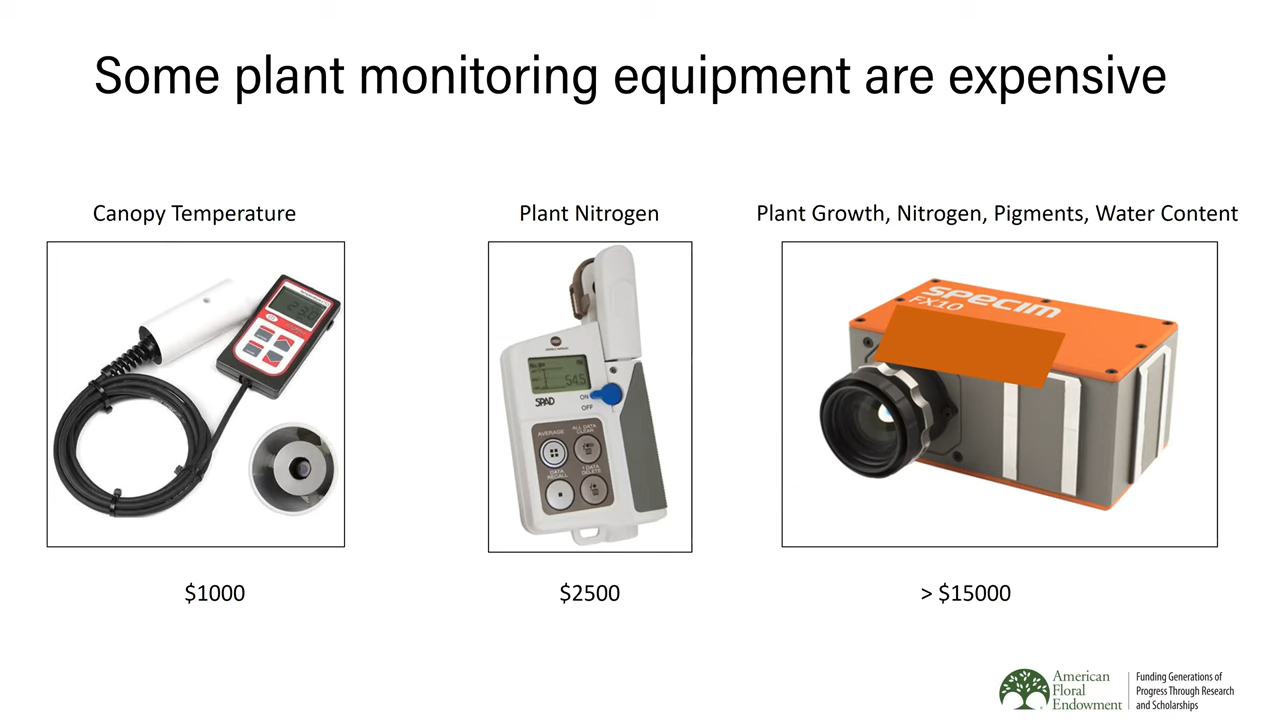 Some plant monitoring equipment are expensive
Canopy Temperature
Plant Nitrogen
Plant Growth, Nitrogen, Pigments, Water Content
SPECIM
FX10
54.5
SPAD
ON
OFF
AVERAGE
ALL DATA
CLEAR
DATA
RECALL
1 DATA
DELETE
$1000
$2500
> $15000
American
Floral
Endowment
Funding Generations of
Progress Through Research
and Scholarships